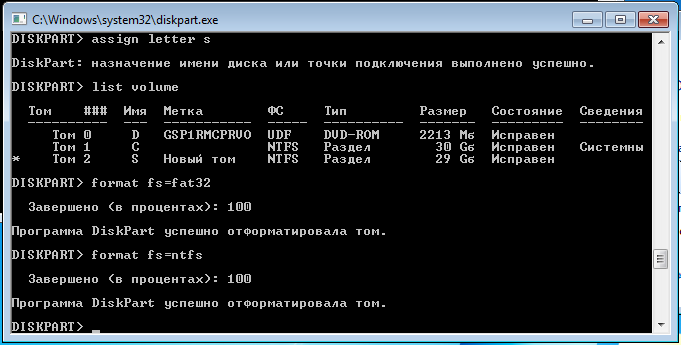 C:\Windows\system32\diskpart.exe
DISKPART> assign letter s
DiskPart: назначение имени диска или точки подключения выполнено успешно.
DISKPART> list volume
Том ### Имя Метка ФС Тип Размер Состояние Сведения
---------- --- ----------- ----- ---------- ------- --------- --------
Том 0 D GSP1RMCPRVO UDF DVD-ROM 2213 Mб Исправен
Том 1 C NTFS Раздел 30 Gб Исправен Системны
* Том 2 S Новый том NTFS Раздел 29 Gб Исправен
DISKPART> format fs=fat32
Завершено (в процентах): 100
Программа DiskPart успешно отформатировала том.
DISKPART> format fs=ntfs
Завершено (в процентах): 100
Программа DiskPart успешно отформатировала том.
DISKPART> _